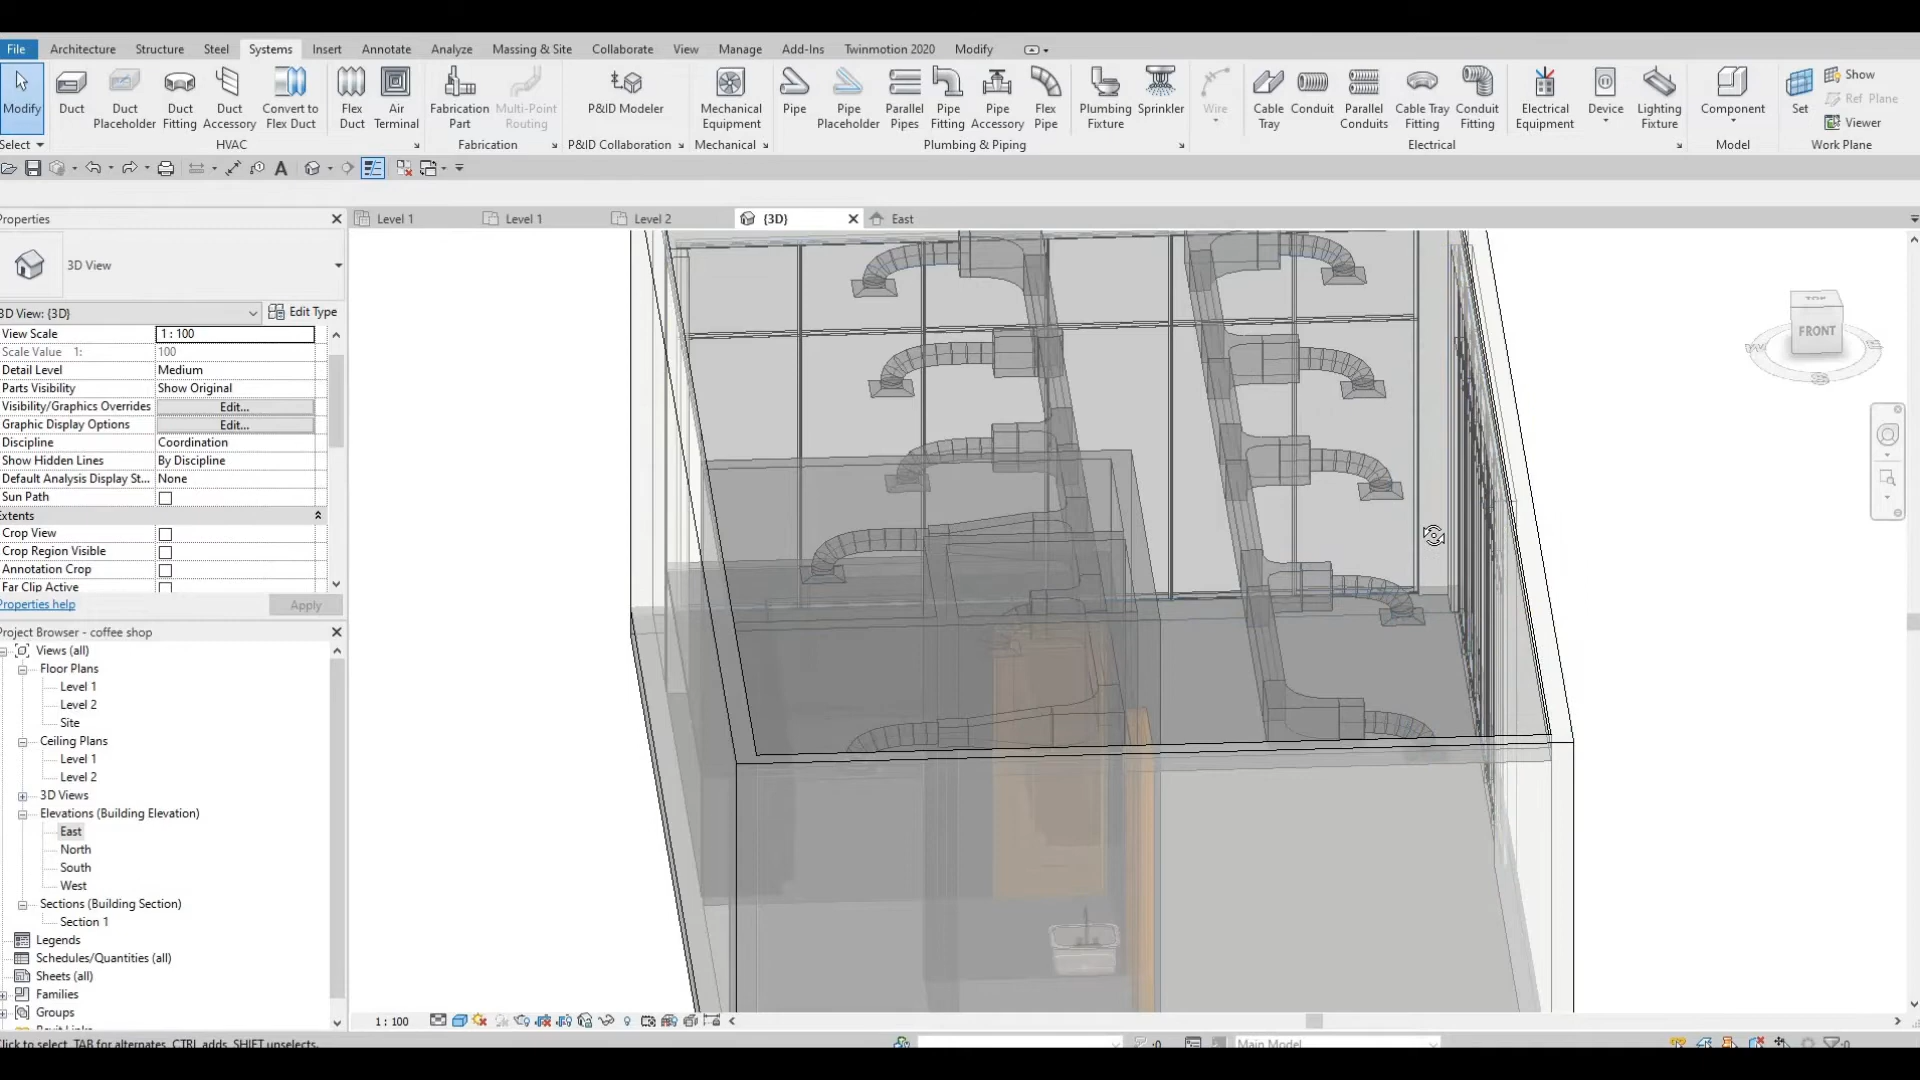 File Architecture Structure Steel Systems Insert Annotate Analyze Massing & Site Collaborate View Manage Add-Ins Twinmotion 2020 Modify
Modify Duct Duct Placeholder Duct Fitting Duct Accessory Convert to Flex Duct Flex Duct Air Terminal Fabrication Part Multi-Point Routing P&ID Modeler Mechanical Equipment Pipe Pipe Placeholder Parallel Pipes Pipe Fitting Pipe Accessory Flex Pipe Plumbing Fixture Sprinkler Wire Cable Tray Conduit Parallel Conduits Cable Tray Fitting Conduit Fitting Electrical Equipment Device Lighting Fixture Component Set Show Ref Plane Viewer
Select HVAC Fabrication P&ID Collaboration Mechanical Plumbing & Piping Electrical Model Work Plane
Properties
Level 1 Level 1 Level 2 {3D} East
3D View
3D View: {3D} Edit Type
View Scale 1 : 100
Scale Value 1: 100
Detail Level Medium
Parts Visibility Show Original
Visibility/Graphics Overrides Edit...
Graphic Display Options Edit...
Discipline Coordination
Show Hidden Lines By Discipline
Default Analysis Display St... None
Sun Path
Extents
Crop View
Crop Region Visible
Annotation Crop
Far Clip Active
Properties help Apply
Project Browser - coffee shop
Views (all)
Floor Plans
Level 1
Level 2
Site
Ceiling Plans
Level 1
Level 2
3D Views
Elevations (Building Elevation)
East
North
South
West
Sections (Building Section)
Section 1
Legends
Schedules/Quantities (all)
Sheets (all)
Families
Groups
Revit Links
TOP
FRONT
1 : 100
Click to select, TAB for alternates, CTRL adds, SHIFT unselects.
:0 Main Model :0